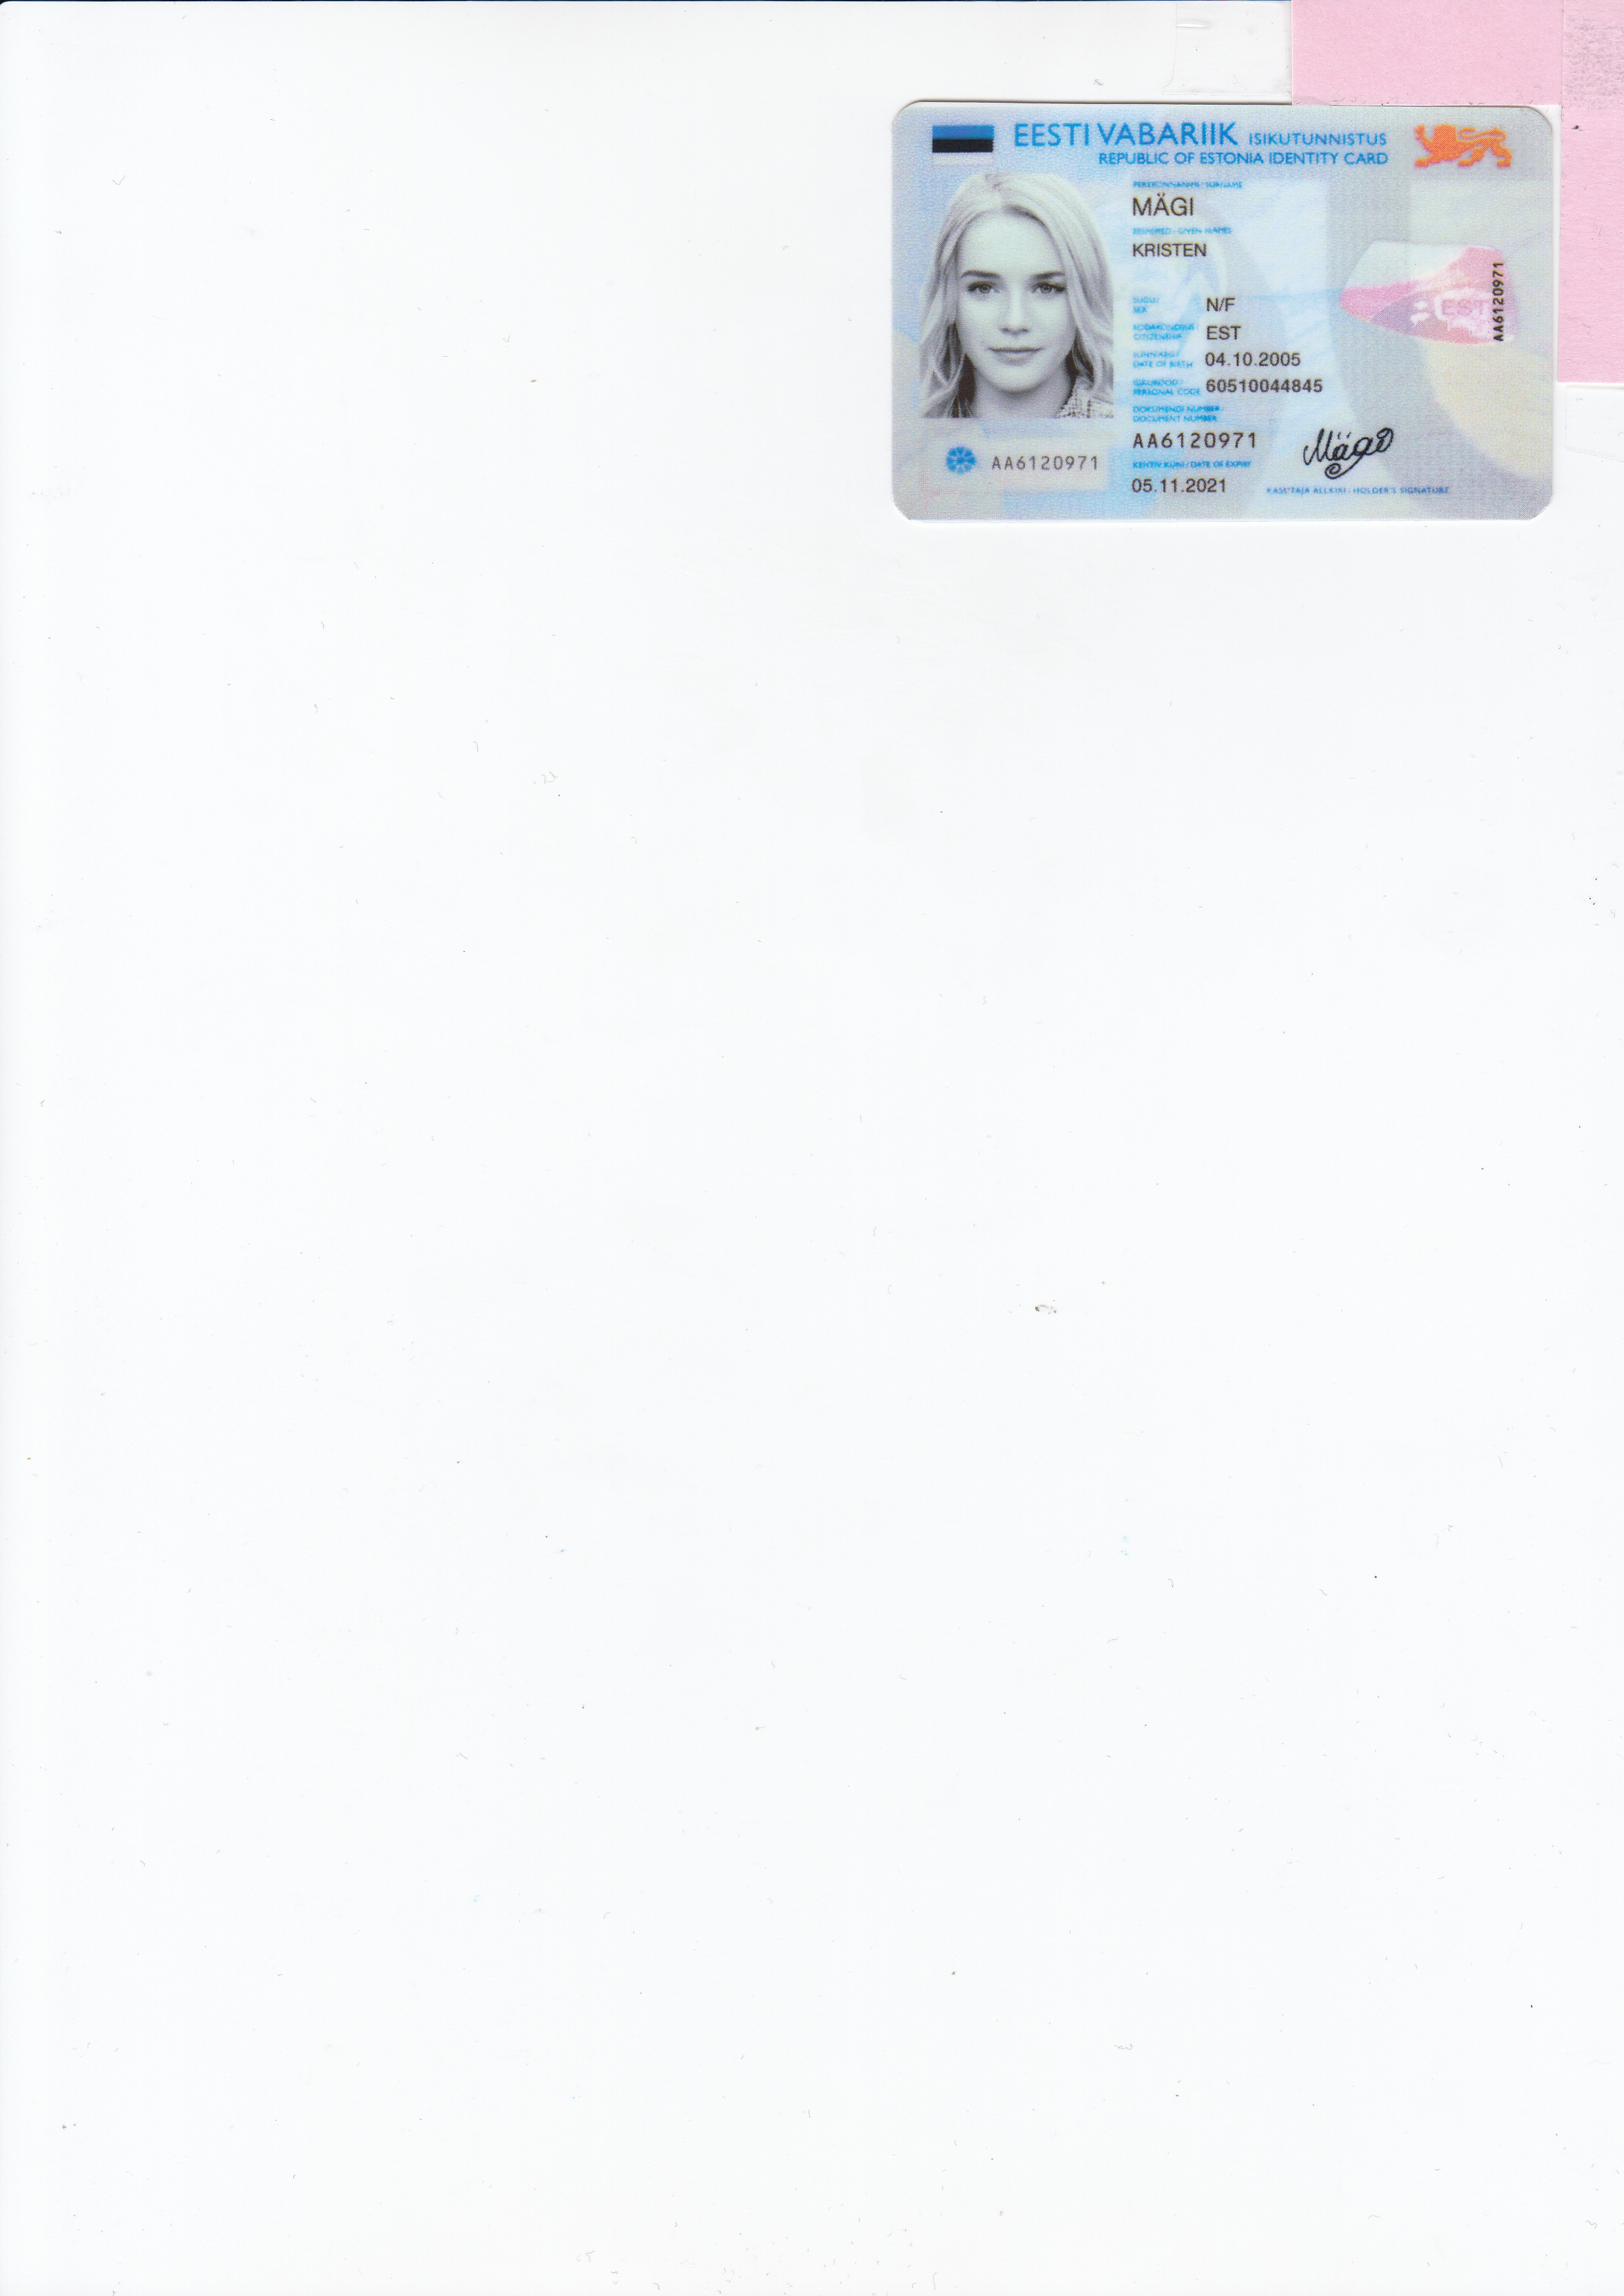 EESTI VABARIIK ISIKUTUNNISTUS
REPUBLIC OF ESTONIA IDENTITY CARD
PEREKONNANIMI / SURNAME
MÄGI
EESNIMED / GIVEN NAMES
KRISTEN
SUGU / SEX N/F
KODAKONDSUS / CITIZENSHIP EST
SÜNNIAEG / DATE OF BIRTH 04.10.2005
ISIKUKOOD / PERSONAL CODE 60510044845
DOKUMENDI NUMBER /
DOCUMENT NUMBER
AA6120971
KEHTIV KUNI / DATE OF EXPIRY
05.11.2021
AA6120971
EST
AA6120971
Mägi
KASUTAJA ALLKIRI / HOLDER'S SIGNATURE